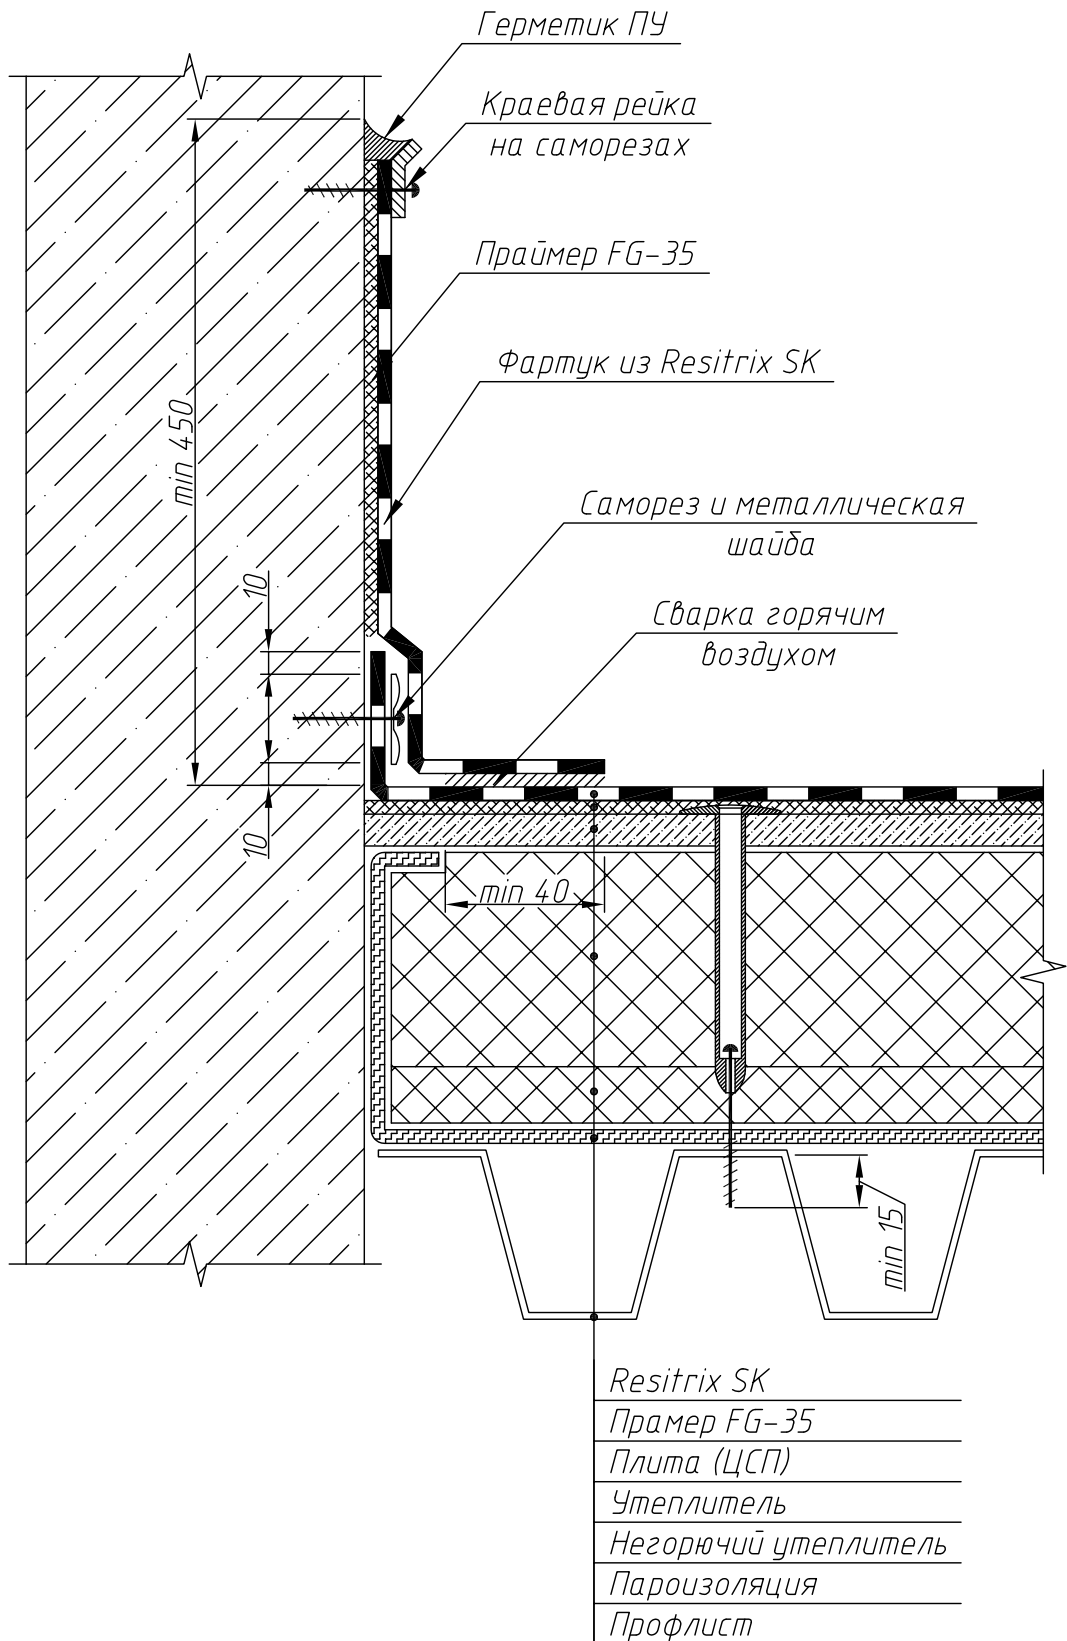 Герметик ПУ
Краевая рейка
на саморезах
Праймер FG-35
Фартук из Resitrix SK
min 450
Саморез и металлическая
шайба
10
Сварка горячим
воздухом
10
min 40
min 15
Resitrix SK
Прамер FG-35
Плита (ЦСП)
Утеплитель
Негорючий утеплитель
Пароизоляция
Профлист